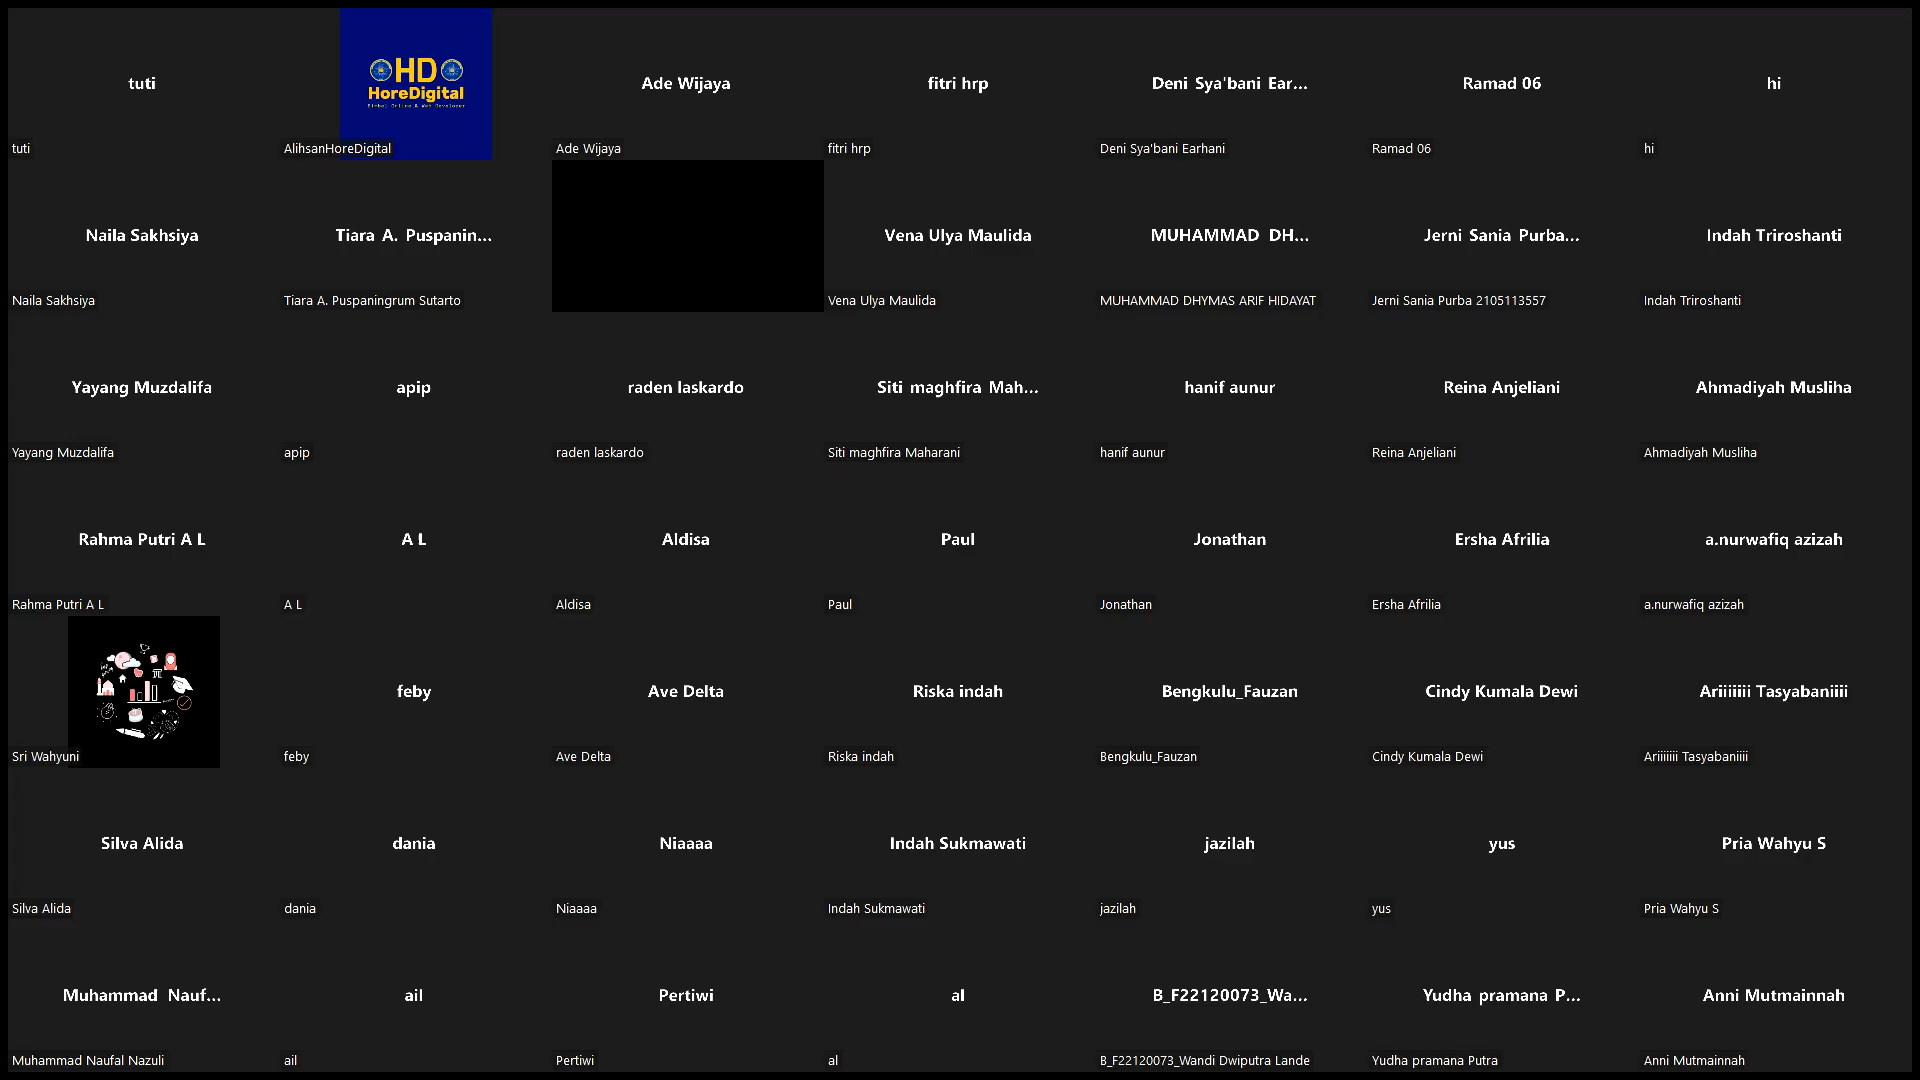 tuti
HD
HoreDigital
AlihsanHoreDigital
Ade Wijaya
Ade Wijaya
fitri hrp
fitri hrp
Deni Sya'bani Ear...
Deni Sya'bani Earhani
Ramad 06
Ramad 06
hi
hi
tuti
Naila Sakhsiya
Naila Sakhsiya
Tiara A. Puspanin...
Tiara A. Puspaningrum Sutarto
Vena Ulya Maulida
Vena Ulya Maulida
MUHAMMAD DH...
MUHAMMAD DHYMAS ARIF HIDAYAT
Jerni Sania Purba...
Jerni Sania Purba 2105113557
Indah Triroshanti
Indah Triroshanti
Yayang Muzdalifa
Yayang Muzdalifa
apip
apip
raden laskardo
raden laskardo
Siti maghfira Mah...
Siti maghfira Maharani
hanif aunur
hanif aunur
Reina Anjeliani
Reina Anjeliani
Ahmadiyah Musliha
Ahmadiyah Musliha
Rahma Putri A L
Rahma Putri A L
A L
A L
Aldisa
Aldisa
Paul
Paul
Jonathan
Jonathan
Ersha Afrilia
Ersha Afrilia
a.nurwafiq azizah
a.nurwafiq azizah
Sri Wahyuni
feby
feby
Ave Delta
Ave Delta
Riska indah
Riska indah
Bengkulu_Fauzan
Bengkulu_Fauzan
Cindy Kumala Dewi
Cindy Kumala Dewi
Ariiiiiii Tasyabaniiii
Ariiiiiii Tasyabaniiii
Silva Alida
Silva Alida
dania
dania
Niaaaa
Niaaaa
Indah Sukmawati
Indah Sukmawati
jazilah
jazilah
yus
yus
Pria Wahyu S
Pria Wahyu S
Muhammad Nauf...
Muhammad Naufal Nazuli
ail
ail
Pertiwi
Pertiwi
al
al
B_F22120073_Wa...
B_F22120073_Wandi Dwiputra Lande
Yudha pramana P...
Yudha pramana Putra
Anni Mutmainnah
Anni Mutmainnah